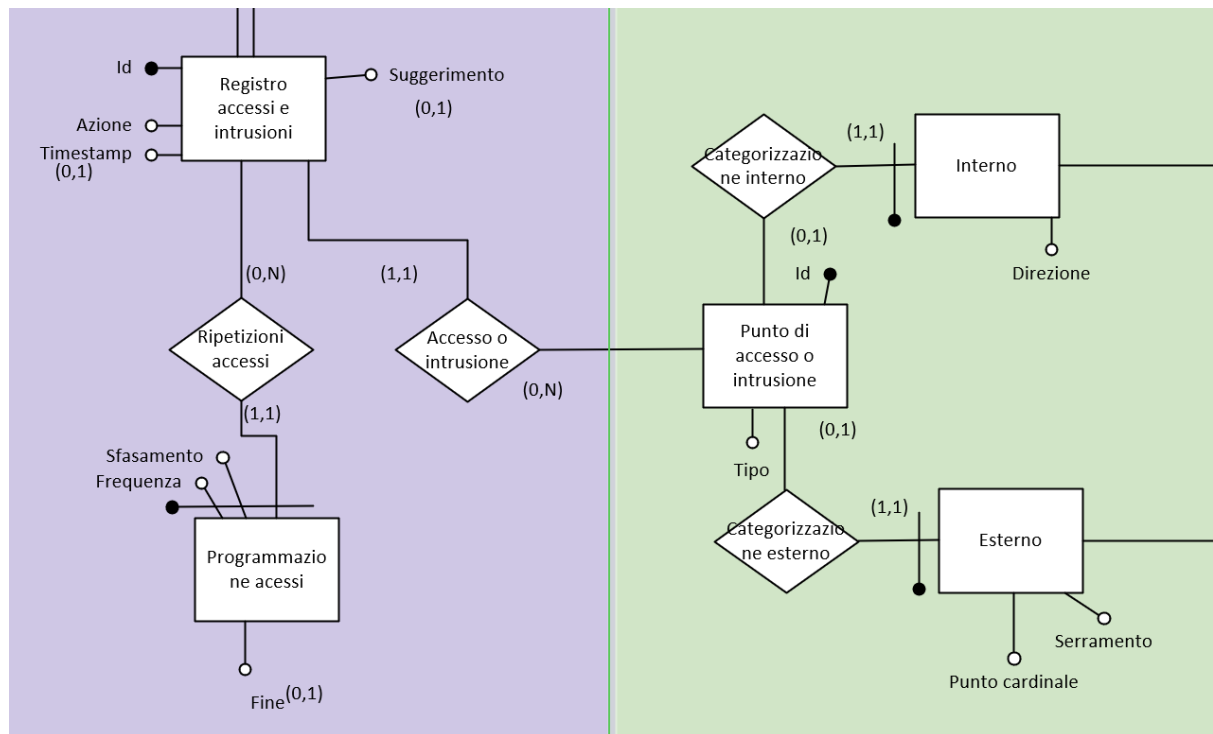 Id
Registro
accessi e
intrusioni
Suggerimento
(0,1)
Azione
Timestamp
(0,1)
(0,N)
(1,1)
Ripetizioni
accessi
Accesso o
intrusione
(0,N)
(1,1)
Sfasamento
Frequenza
Programmazio
ne acessi
Fine
(0,1)
Categorizzazio
ne interno
(1,1)
Interno
(0,1)
Id
Direzione
Punto di
accesso o
intrusione
(0,1)
Tipo
Categorizzazio
ne esterno
(1,1)
Esterno
Serramento
Punto cardinale